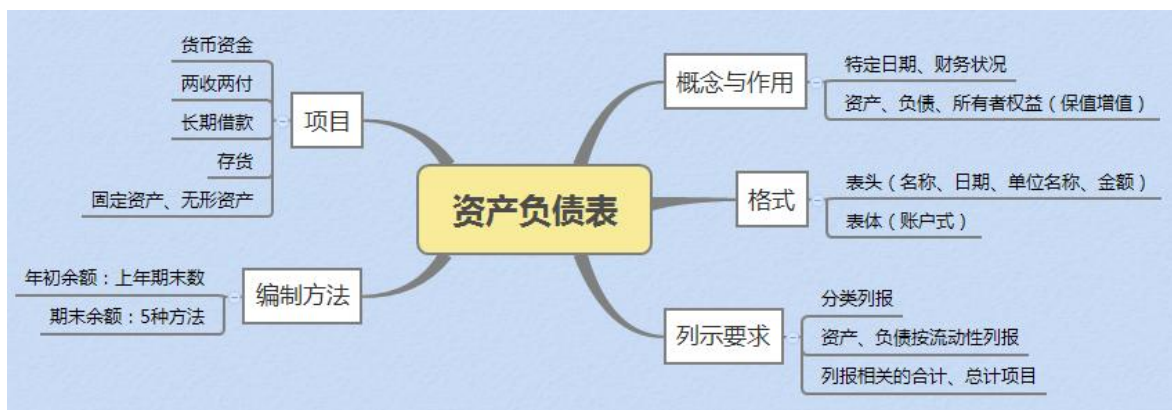 资产负债表
概念与作用
特定日期、财务状况
资产、负债、所有者权益（保值增值）
格式
表头（名称、日期、单位名称、金额）
表体（账户式）
列示要求
分类列报
资产、负债按流动性列报
列报相关的合计、总计项目
项目
货币资金
两收两付
长期借款
存货
固定资产、无形资产
编制方法
年初余额：上年期末数
期末余额：5种方法